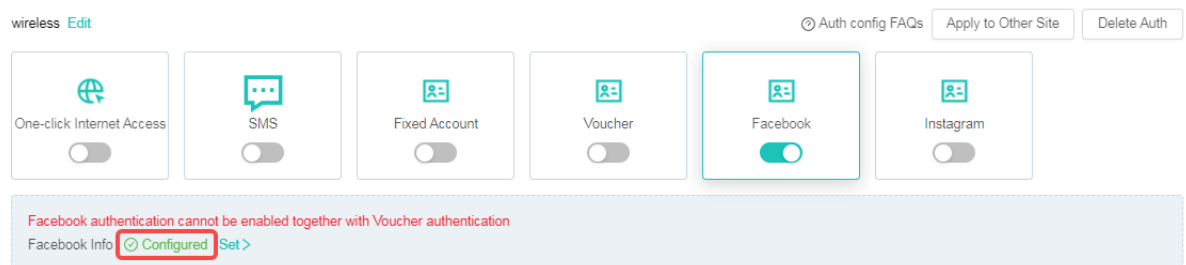 wireless Edit
Auth config FAQs Apply to Other Site Delete Auth
One-click Internet Access SMS Fixed Account Voucher Facebook Instagram
Facebook authentication cannot be enabled together with Voucher authentication
Facebook Info Configured Set >